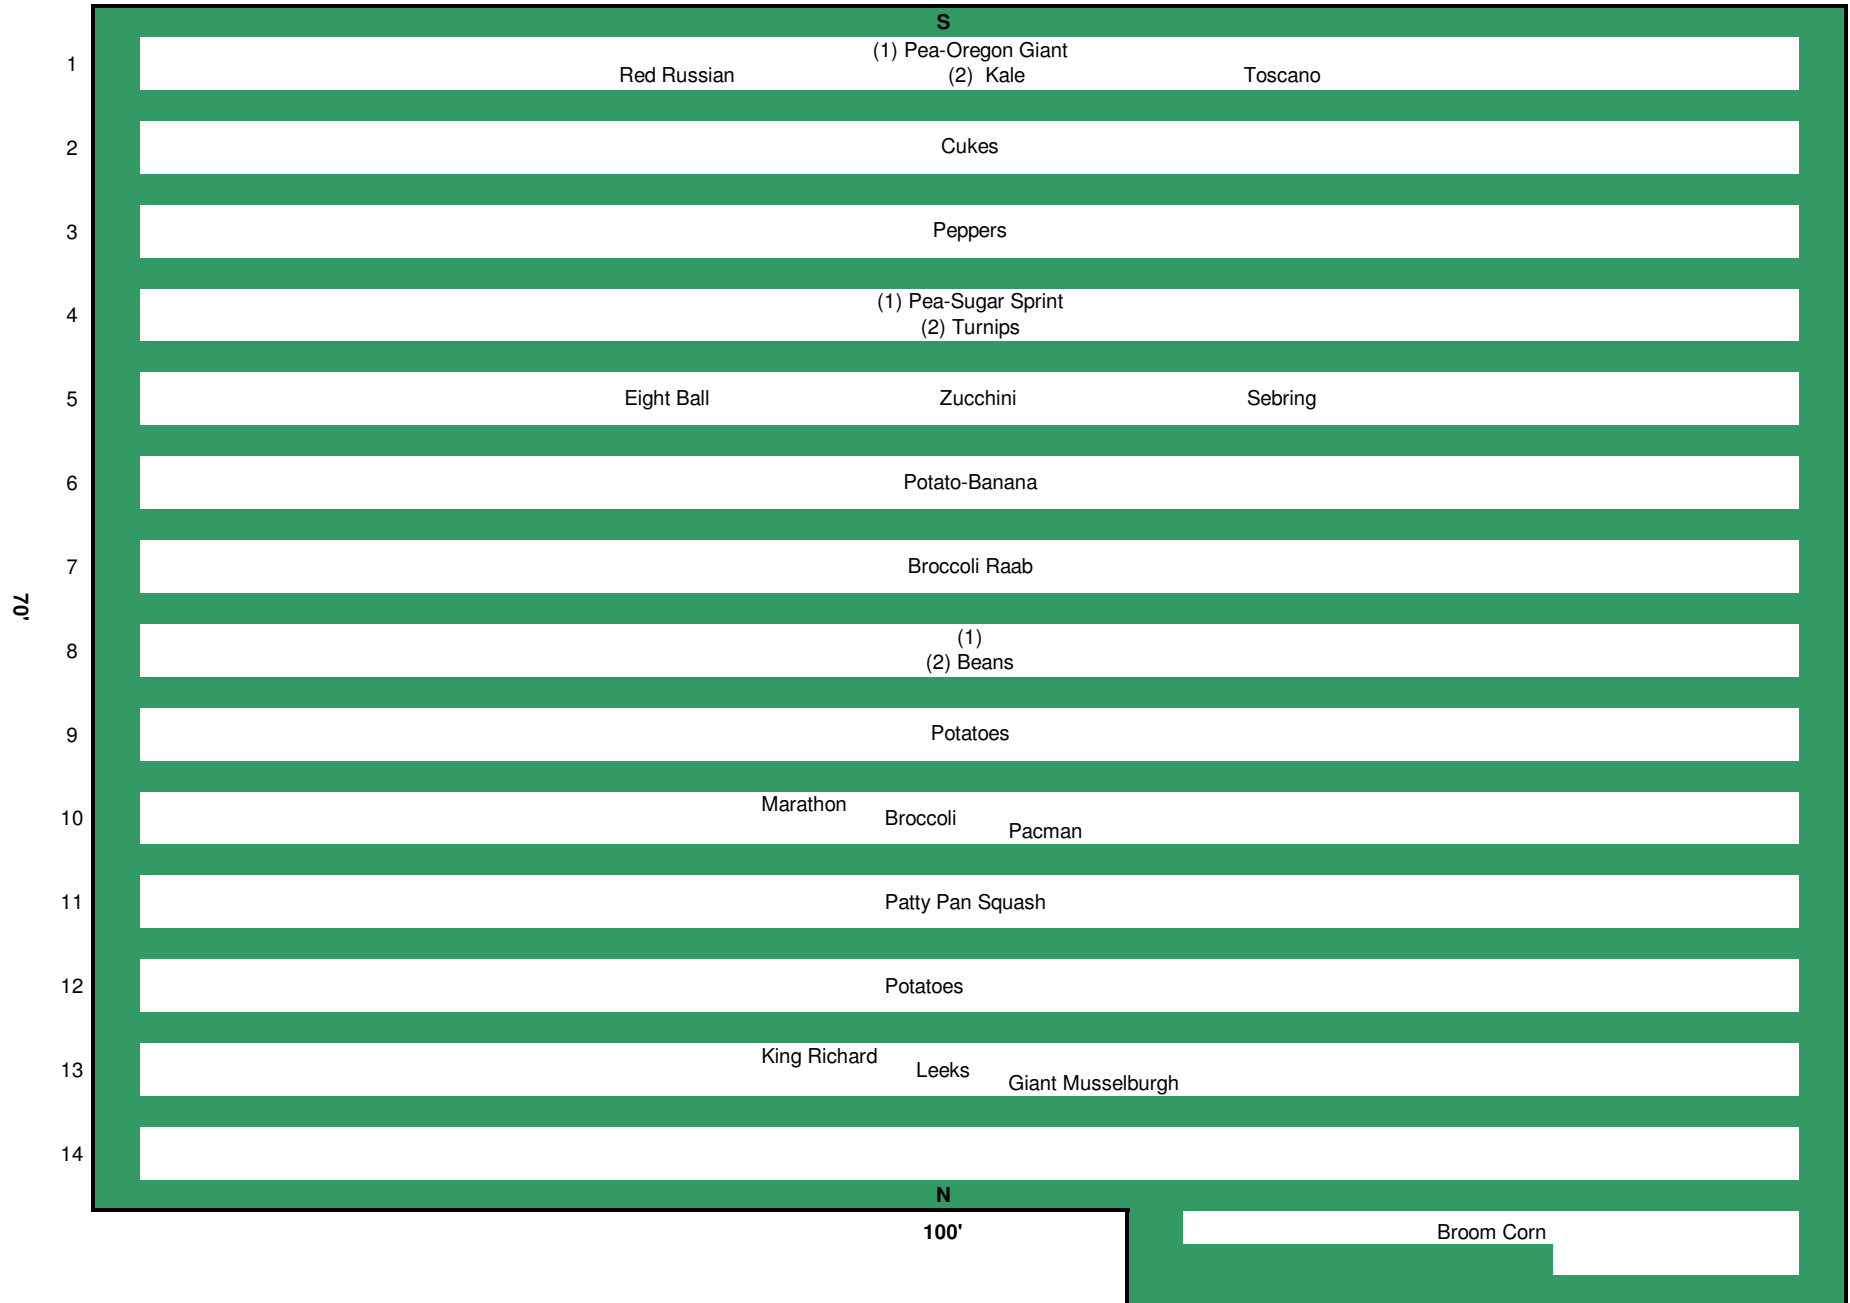 S
1
(1) Pea-Oregon Giant
Red Russian (2) Kale Toscano
2 Cukes
3 Peppers
4
(1) Pea-Sugar Sprint
(2) Turnips
5 Eight Ball Zucchini Sebring
6 Potato-Banana
7 Broccoli Raab
70'
8
(1)
(2) Beans
9 Potatoes
Marathon
10 Broccoli
Pacman
11 Patty Pan Squash
12 Potatoes
King Richard
13 Leeks
Giant Musselburgh
14
N
100' Broom Corn